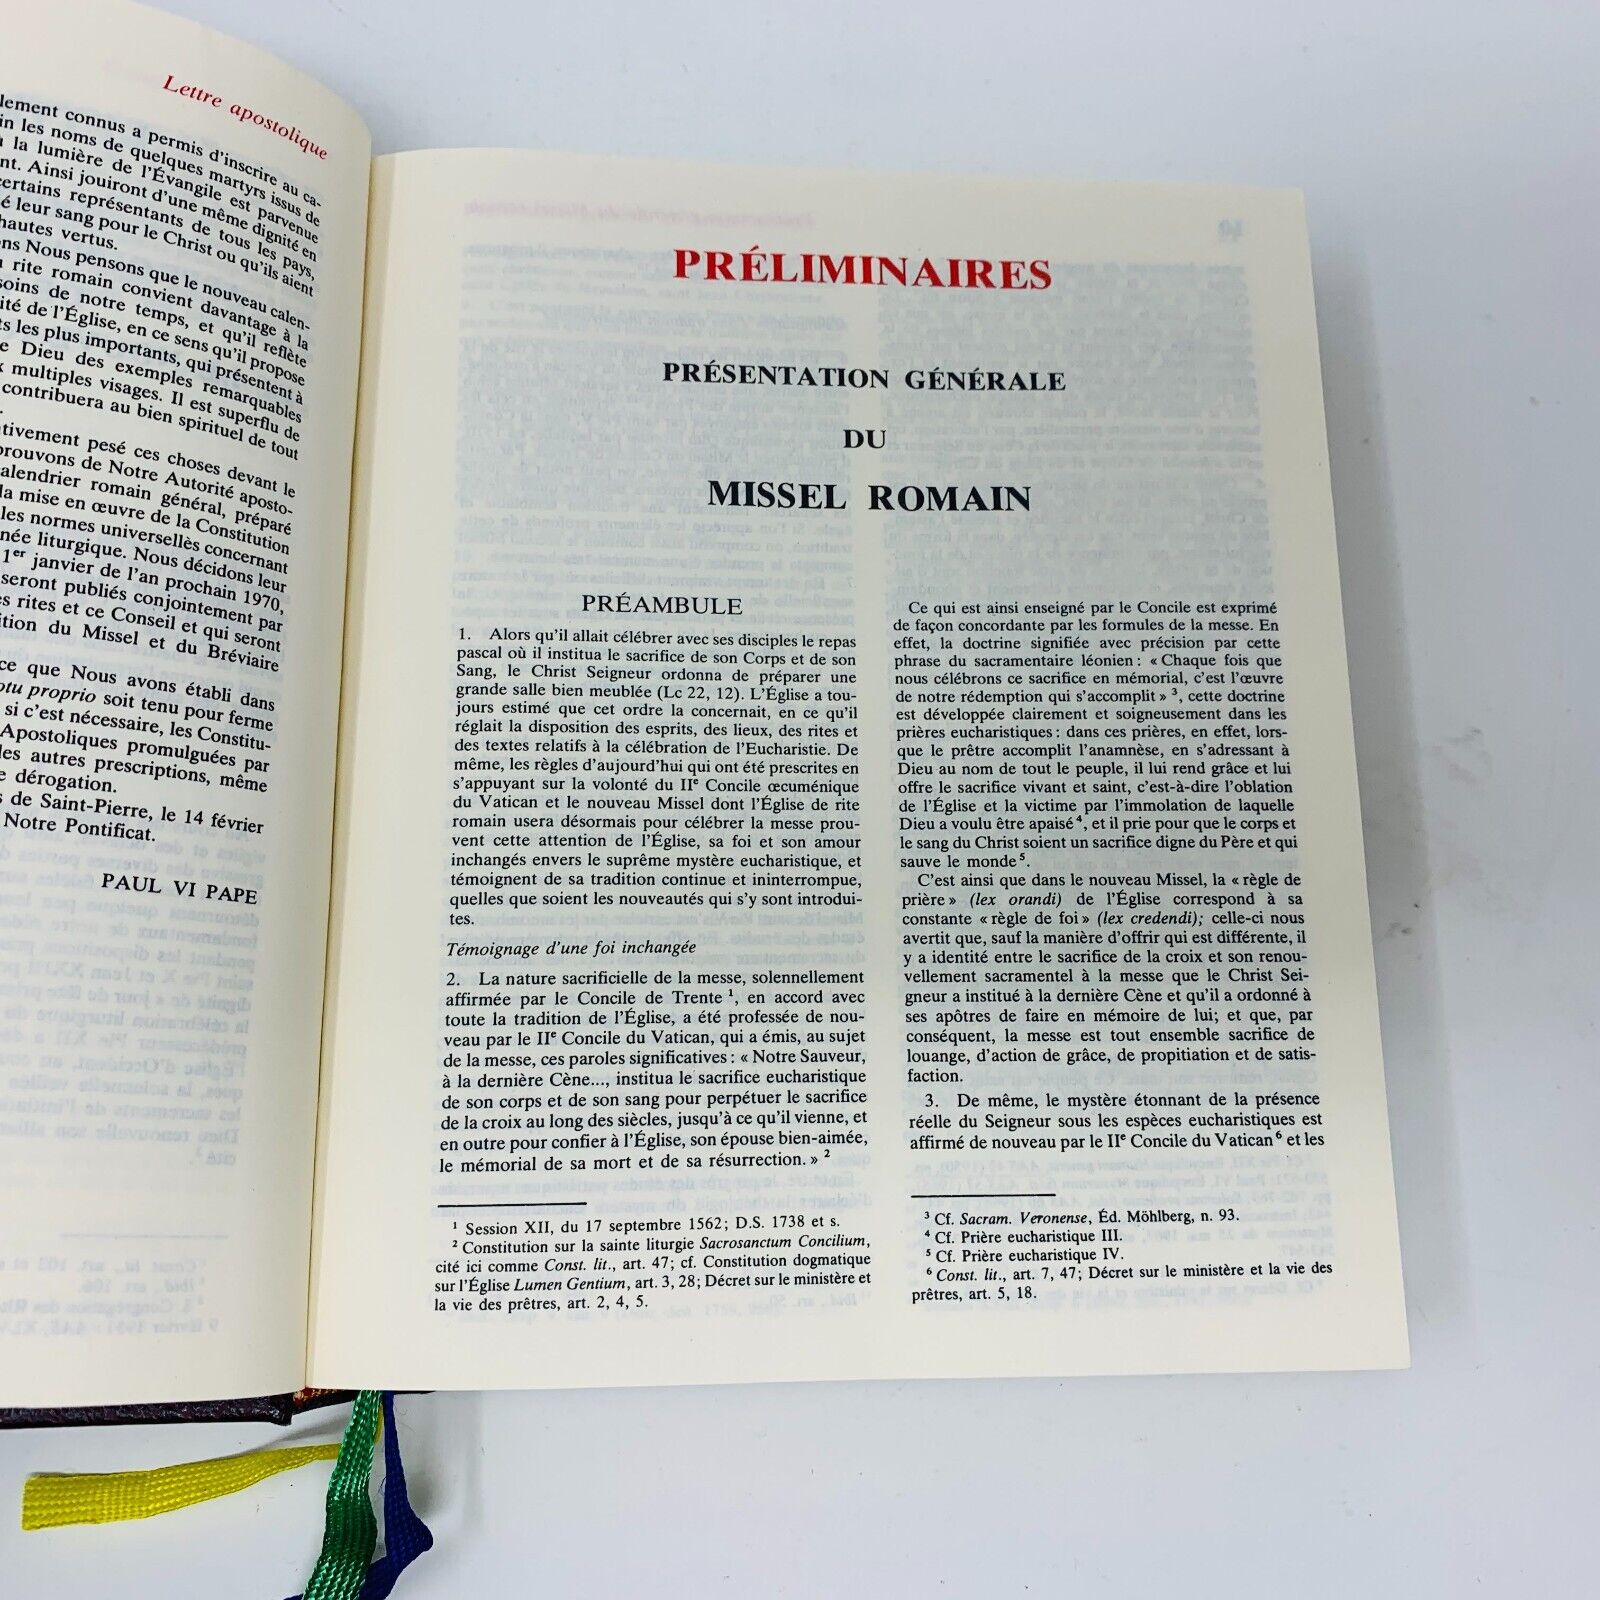 Lettre apostolique
connus a permis d'inscrire au ca-
les noms de quelques martyrs issus de
la lumière de l'Évangile est parvenue
Ainsi jouiront d'une même dignité en
certains représentants de tous les pays,
leur sang pour le Christ ou qu'ils aient
hautes vertus.
Nous pensons que le nouveau calen-
rite romain convient davantage à la
de notre temps, et qu'il reflète
de l'Église, en ce sens qu'il propose
les plus importants, qui présentent à
Dieu des exemples remarquables
multiples visages. Il est superflu de
contribuera au bien spirituel de tout
pesé ces choses devant le
de Notre Autorité aposto-
calendrier romain général, préparé
la mise en œuvre de la Constitution
les normes universellès concernant
liturgique. Nous décidons leur
1er janvier de l'an prochain 1970,
seront publiés conjointement par
rites et ce Conseil et qui seront
du Missel et du Bréviaire
ce que Nous avons établi dans
proprio soit tenu pour ferme
si c'est nécessaire, les Constitu-
Apostoliques promulguées par
les autres prescriptions, même
dérogation.
de Saint-Pierre, le 14 février
Notre Pontificat.
PAUL VI PAPE
PRÉLIMINAIRES
PRÉSENTATION GÉNÉRALE
DU
MISSEL ROMAIN
PRÉAMBULE
1. Alors qu'il allait célébrer avec ses disciples le repas
pascal où il institua le sacrifice de son Corps et de son
Sang, le Christ Seigneur ordonna de préparer une
grande salle bien meublée (Lc 22, 12). L'Église a tou-
jours estimé que cet ordre la concernait, en ce qu'il
réglait la disposition des esprits, des lieux, des rites et
des textes relatifs à la célébration de l'Eucharistie. De
même, les règles d'aujourd'hui qui ont été prescrites en
s'appuyant sur la volonté du IIe Concile œcuménique
du Vatican et le nouveau Missel dont l'Église de rite
romain usera désormais pour célébrer la messe prou-
vent cette attention de l'Église, sa foi et son amour
inchangés envers le suprême mystère eucharistique, et
témoignent de sa tradition continue et ininterrompue,
quelles que soient les nouveautés qui s'y sont introdui-
tes.
Témoignage d'une foi inchangée
2. La nature sacrificielle de la messe, solennellement
affirmée par le Concile de Trente 1, en accord avec
toute la tradition de l'Église, a été professée de nou-
veau par le IIe Concile du Vatican, qui a émis, au sujet
de la messe, ces paroles significatives : « Notre Sauveur,
à la dernière Cène..., institua le sacrifice eucharistique
de son corps et de son sang pour perpétuer le sacrifice
de la croix au long des siècles, jusqu'à ce qu'il vienne, et
en outre pour confier à l'Église, son épouse bien-aimée,
le mémorial de sa mort et de sa résurrection. » 2
1 Session XII, du 17 septembre 1562; D.S. 1738 et s.
2 Constitution sur la sainte liturgie Sacrosanctum Concilium,
cité ici comme Const. lit., art. 47; cf. Constitution dogmatique
sur l'Église Lumen Gentium, art. 3, 28; Décret sur le ministère et
la vie des prêtres, art. 2, 4, 5.
Ce qui est ainsi enseigné par le Concile est exprimé
de façon concordante par les formules de la messe. En
effet, la doctrine signifiée avec précision par cette
phrase du sacramentaire léonien : « Chaque fois que
nous célébrons ce sacrifice en mémorial, c'est l'œuvre
de notre rédemption qui s'accomplit » 3, cette doctrine
est développée clairement et soigneusement dans les
prières eucharistiques : dans ces prières, en effet, lors-
que le prêtre accomplit l'anamnèse, en s'adressant à
Dieu au nom de tout le peuple, il lui rend grâce et lui
offre le sacrifice vivant et saint, c'est-à-dire l'oblation
de l'Église et la victime par l'immolation de laquelle
Dieu a voulu être apaisé 4, et il prie pour que le corps et
le sang du Christ soient un sacrifice digne du Père et qui
sauve le monde 5.
C'est ainsi que dans le nouveau Missel, la « règle de
prière » (lex orandi) de l'Église correspond à sa
constante « règle de foi » (lex credendi); celle-ci nous
avertit que, sauf la manière d'offrir qui est différente, il
y a identité entre le sacrifice de la croix et son renou-
vellement sacramentel à la messe que le Christ Sei-
gneur a institué à la dernière Cène et qu'il a ordonné à
ses apôtres de faire en mémoire de lui; et que, par
conséquent, la messe est tout ensemble sacrifice de
louange, d'action de grâce, de propitiation et de satis-
faction.
3. De même, le mystère étonnant de la présence
réelle du Seigneur sous les espèces eucharistiques est
affirmé de nouveau par le IIe Concile du Vatican 6 et les
3 Cf. Sacram. Veronense, Éd. Möhlberg, n. 93.
4 Cf. Prière eucharistique III.
5 Cf. Prière eucharistique IV.
6 Const. lit., art. 7, 47; Décret sur le ministère et la vie des
prêtres, art. 5, 18.